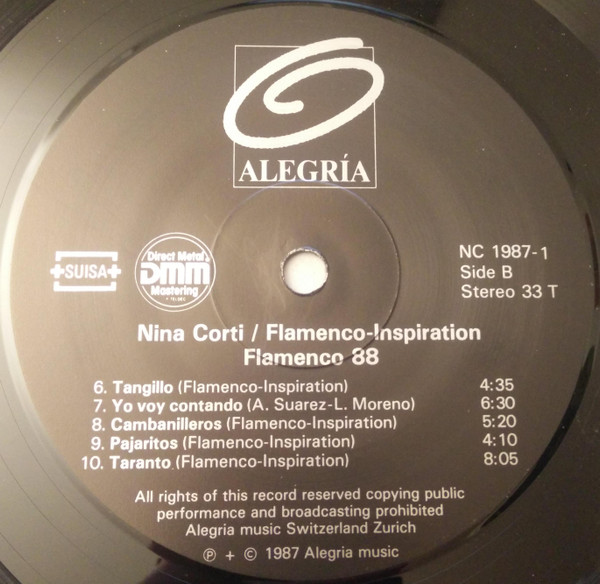 ALEGRÍA
SUISA
Direct Metal
DMM
Mastering
NC 1987-1
Side B
Stereo 33 T
Nina Corti / Flamenco-Inspiration
Flamenco 88
6. Tangillo (Flamenco-Inspiration) 4:35
7. Yo voy contando (A. Suarez-L. Moreno) 6:30
8. Cambanilleros (Flamenco-Inspiration) 5:20
9. Pajaritos (Flamenco-Inspiration) 4:10
10. Taranto (Flamenco-Inspiration) 8:05
All rights of this record reserved copying public
performance and broadcasting prohibited
Alegria music Switzerland Zurich
℗ + © 1987 Alegria music